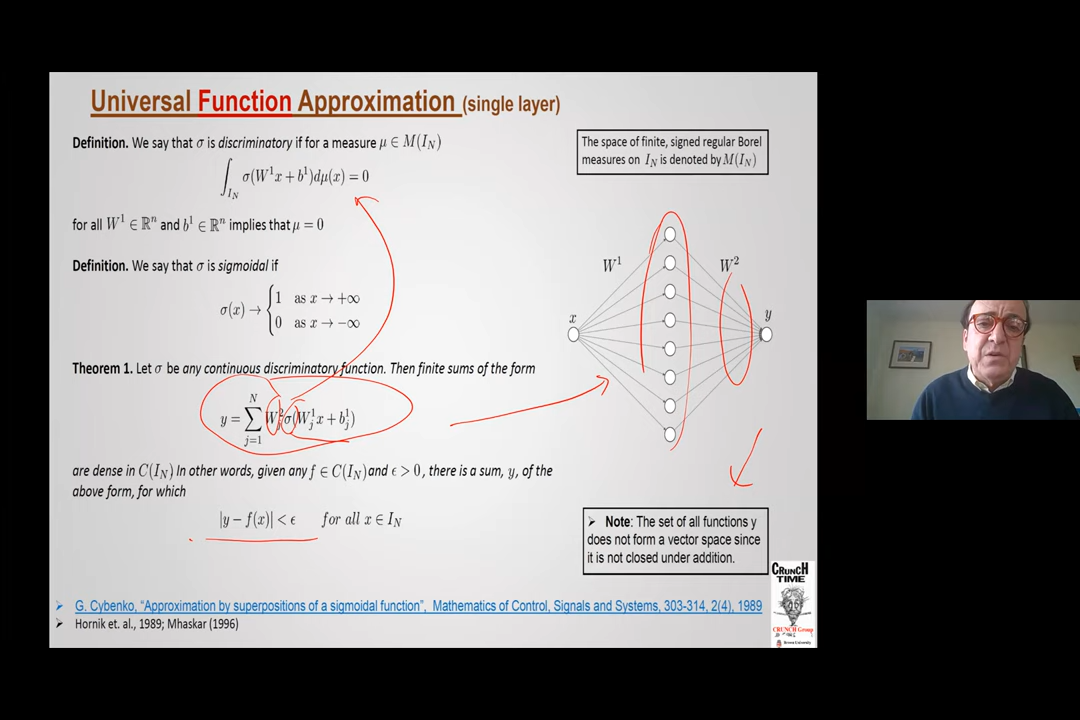 Universal Function Approximation (single layer)
Definition. We say that σ is discriminatory if for a measure μ ∈ M(I_N)
∫_{I_N} σ(W^1x + b^1)dμ(x) = 0
for all W^1 ∈ ℝ^n and b^1 ∈ ℝ^n implies that μ = 0
Definition. We say that σ is sigmoidal if
σ(x) → { 1 as x → +∞
0 as x → −∞
Theorem 1. Let σ be any continuous discriminatory function. Then finite sums of the form
y = ∑_{j=1}^{N} W_j^2 σ(W_j^1 x + b_j^1)
are dense in C(I_N) In other words, given any f ∈ C(I_N) and ϵ > 0, there is a sum, y, of the
above form, for which
|y − f(x)| < ϵ for all x ∈ I_N
The space of finite, signed regular Borel
measures on I_N is denoted by M(I_N)
W^1
W^2
x
y
➢ Note: The set of all functions y
does not form a vector space since
it is not closed under addition.
➢ G. Cybenko, “Approximation by superpositions of a sigmoidal function”, Mathematics of Control, Signals and Systems, 303-314, 2(4), 1989
➢ Hornik et. al., 1989; Mhaskar (1996)
CRUNCH
TIME
CRUNCH Group
Brown University